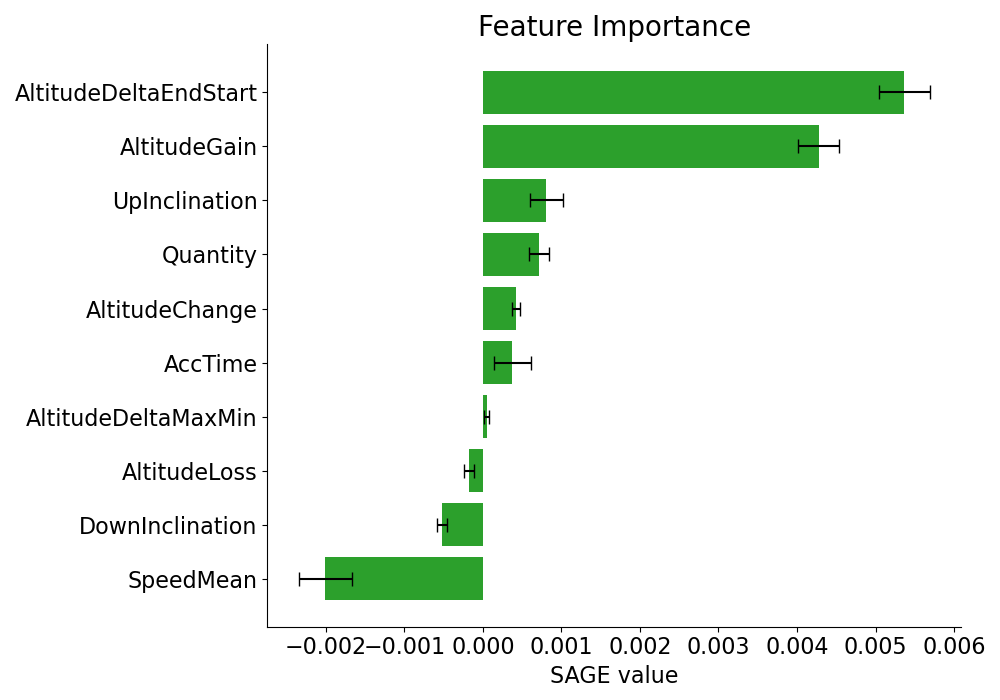 Feature Importance
AltitudeDeltaEndStart
AltitudeGain
UpInclination
Quantity
AltitudeChange
AccTime
AltitudeDeltaMaxMin
AltitudeLoss
DownInclination
SpeedMean
−0.002 −0.001 0.000 0.001 0.002 0.003 0.004 0.005 0.006
SAGE value